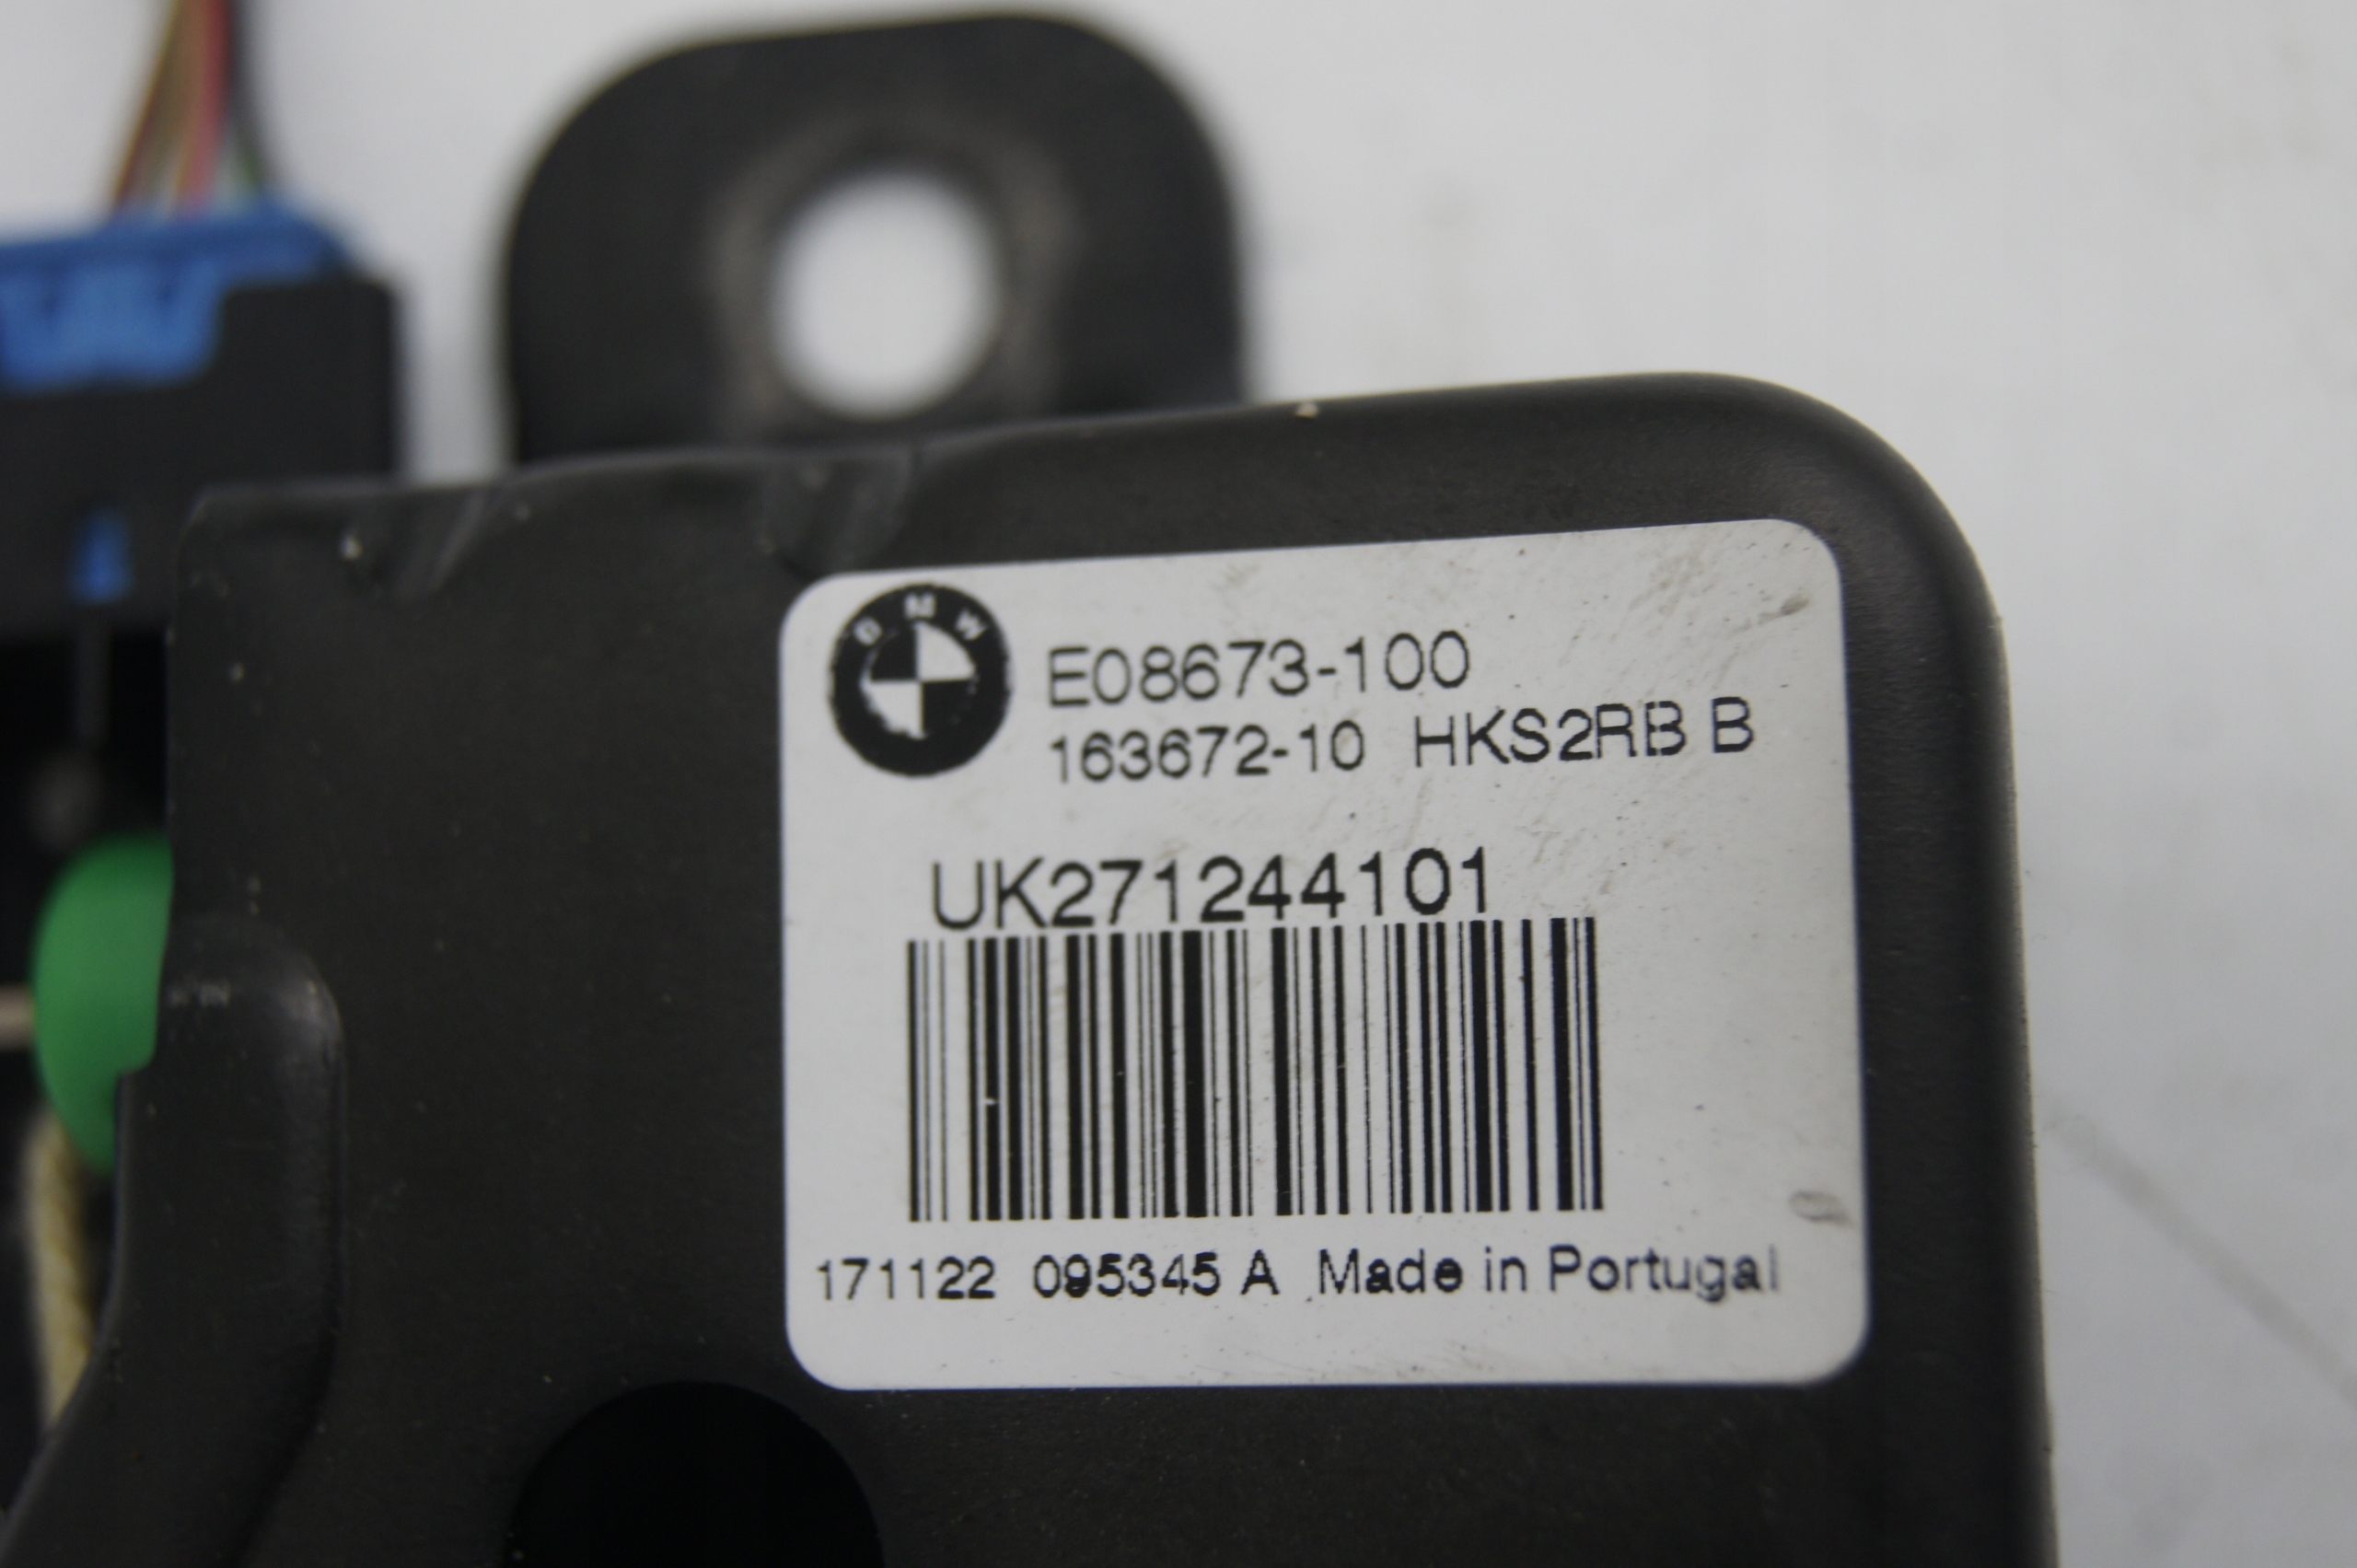 BMW
E08673-100
163672-10 HKS2RB B
UK271244101
171122 095345 A Made in Portugal